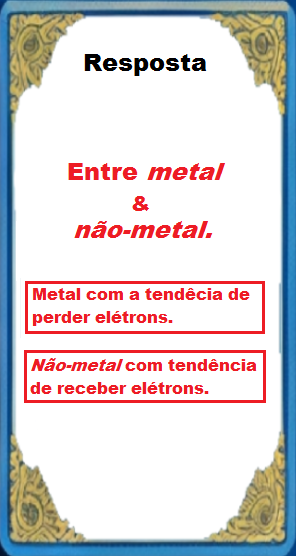 Resposta
Entre metal
&
não-metal.
Metal com a tendêcia de
perder elétrons.
Não-metal com tendência
de receber elétrons.